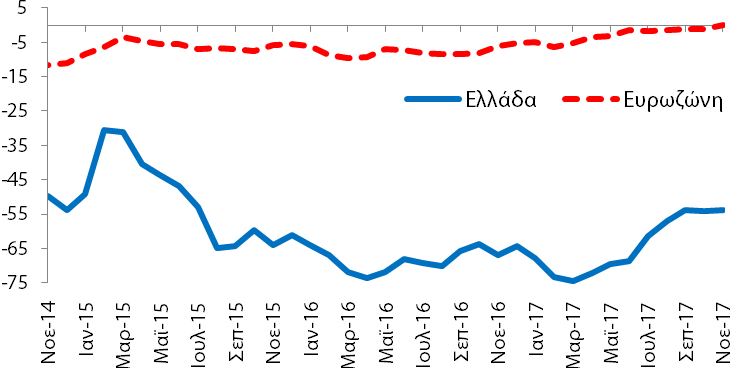 5
-5
-15
-25
-35
-45
-55
-65
-75
Ελλάδα
Ευρωζώνη
Νοε-14
Ιαν-15
Μαρ-15
Μαϊ-15
Ιουλ-15
Σεπ-15
Νοε-15
Ιαν-16
Μαρ-16
Μαϊ-16
Ιουλ-16
Σεπ-16
Νοε-16
Ιαν-17
Μαρ-17
Μαϊ-17
Ιουλ-17
Σεπ-17
Νοε-17